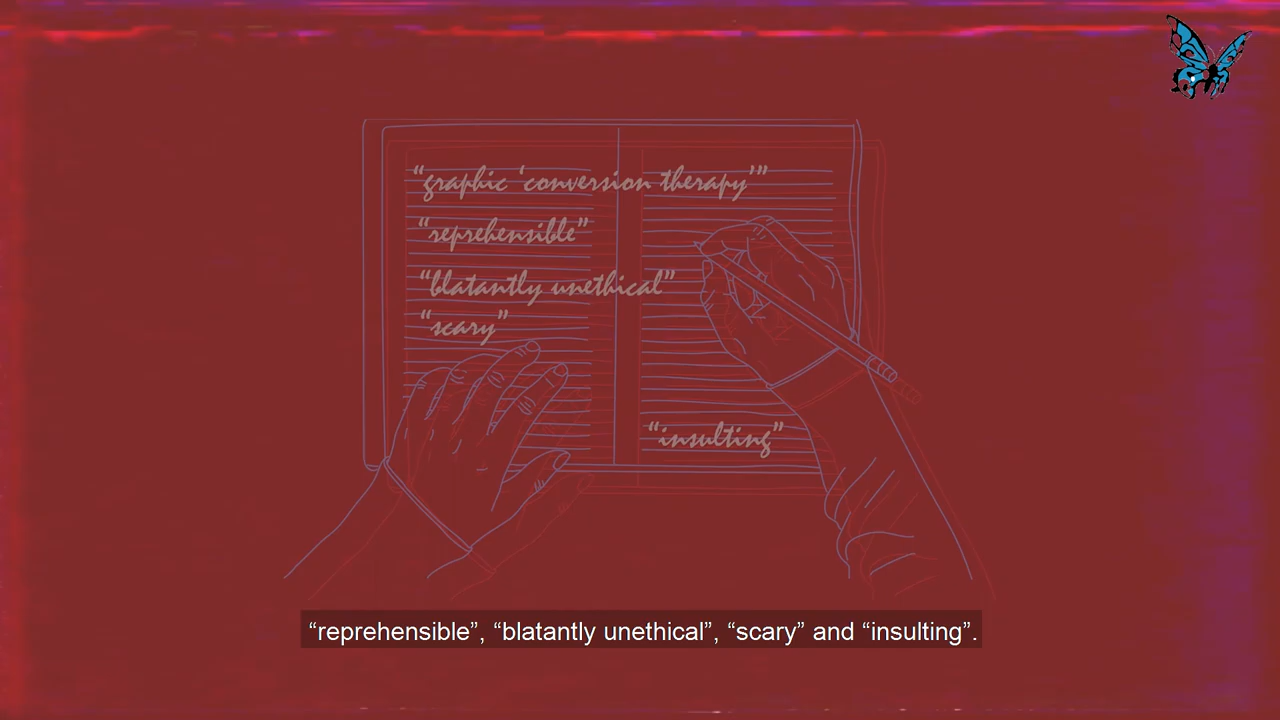 “graphic ‘conversion therapy’”
“reprehensible”
“blatantly unethical”
“scary”
“insulting”
“reprehensible”, “blatantly unethical”, “scary” and “insulting”.